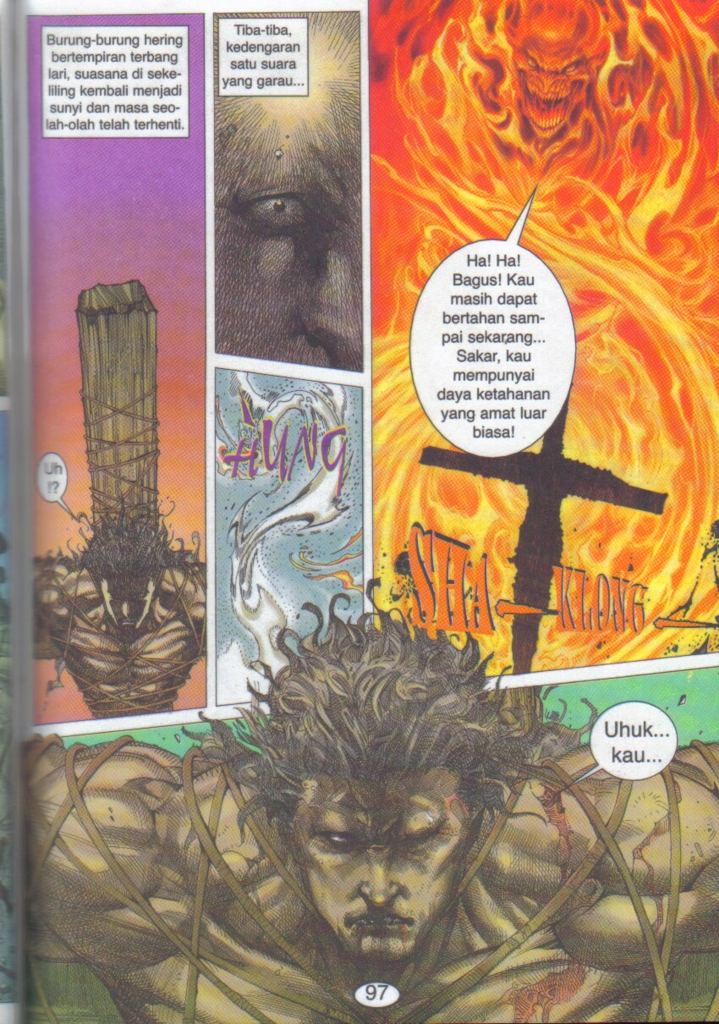 Burung-burung hering
bertempiran terbang
lari, suasana di seke-
liling kembali menjadi
sunyi dan masa seo-
lah-olah telah terhenti.
Uh
!?
Tiba-tiba,
kedengaran
satu suara
yang garau...
HUNG
Ha! Ha!
Bagus! Kau
masih dapat
bertahan sam-
pai sekarang...
Sakar, kau
mempunyai
daya ketahanan
yang amat luar
biasa!
SHA-KLONG-
Uhuk...
kau...
97